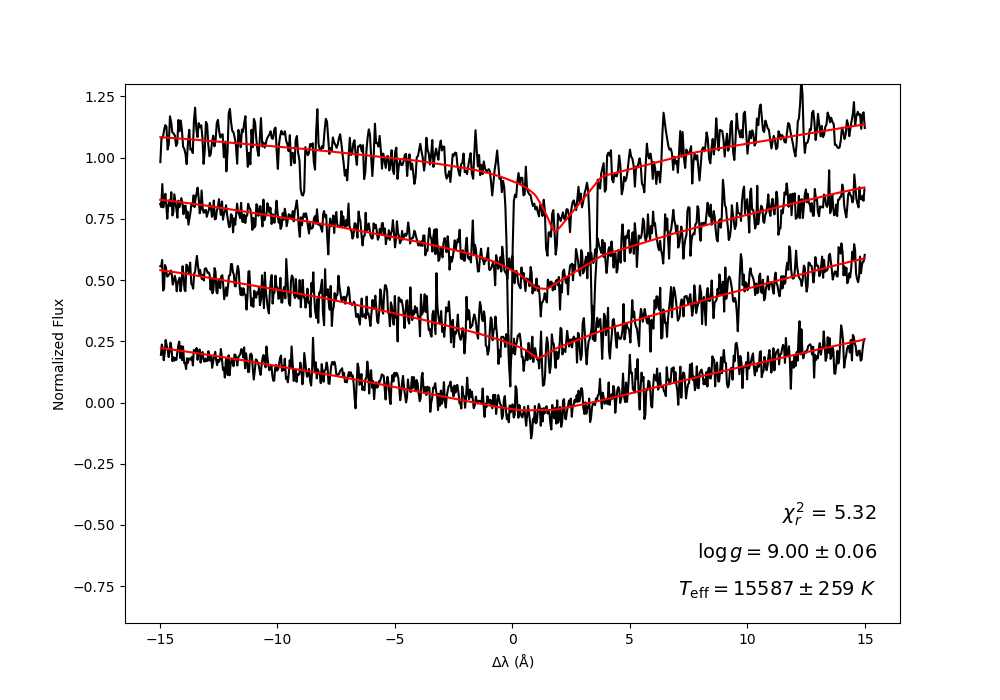 1.25
1.00
0.75
0.50
0.25
0.00
−0.25
−0.50
−0.75
Normalized Flux
χ_r^2 = 5.32
log g = 9.00 ± 0.06
T_eff = 15587 ± 259 K
−15 −10 −5 0 5 10 15
Δλ (Å)